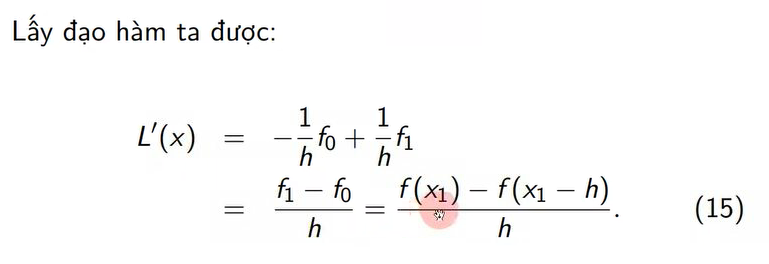 Lấy đạo hàm ta được:
L′(x) = −1/h f₀ + 1/h f₁
= (f₁ − f₀)/h = (f(x₁) − f(x₁ − h))/h. (15)